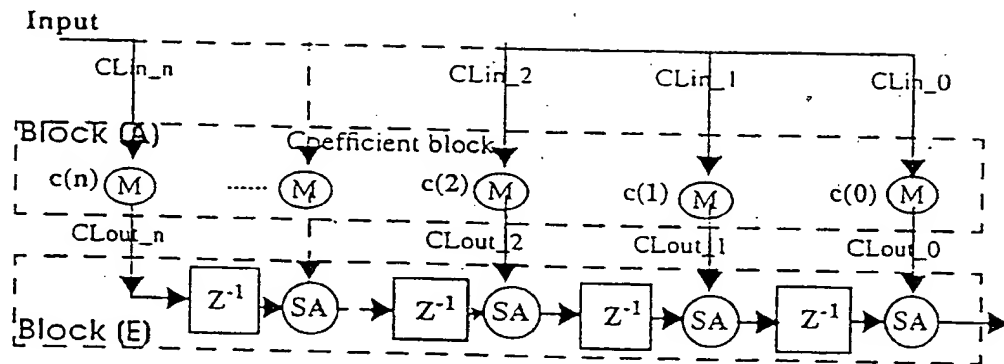 Input
CLin_n CLin_2 CLin_1 CLin_0
Block (A) Coefficient block
c(n) M ...... M c(2) M c(1) M c(0) M
CLout_n CLout_2 CLout_1 CLout_0
Z-1 SA Z-1 SA Z-1 SA Z-1 SA
Block (E)